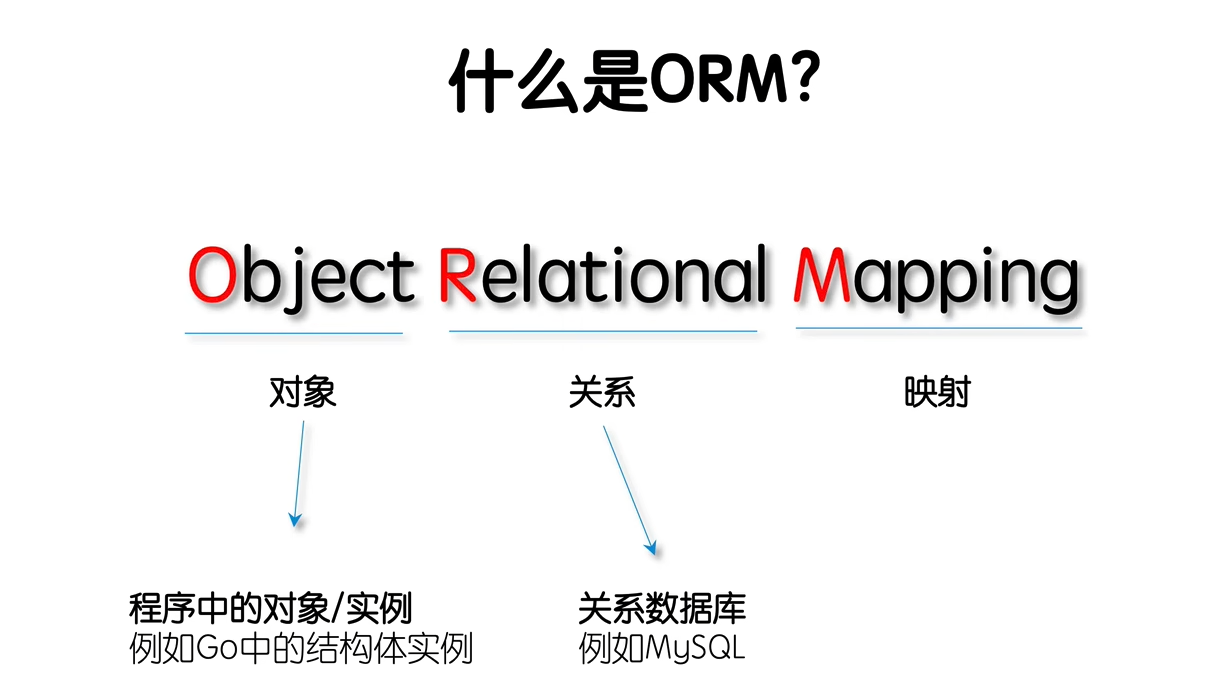 什么是ORM?
Object Relational Mapping
对象 关系 映射
程序中的对象/实例
例如Go中的结构体实例
关系数据库
例如MySQL